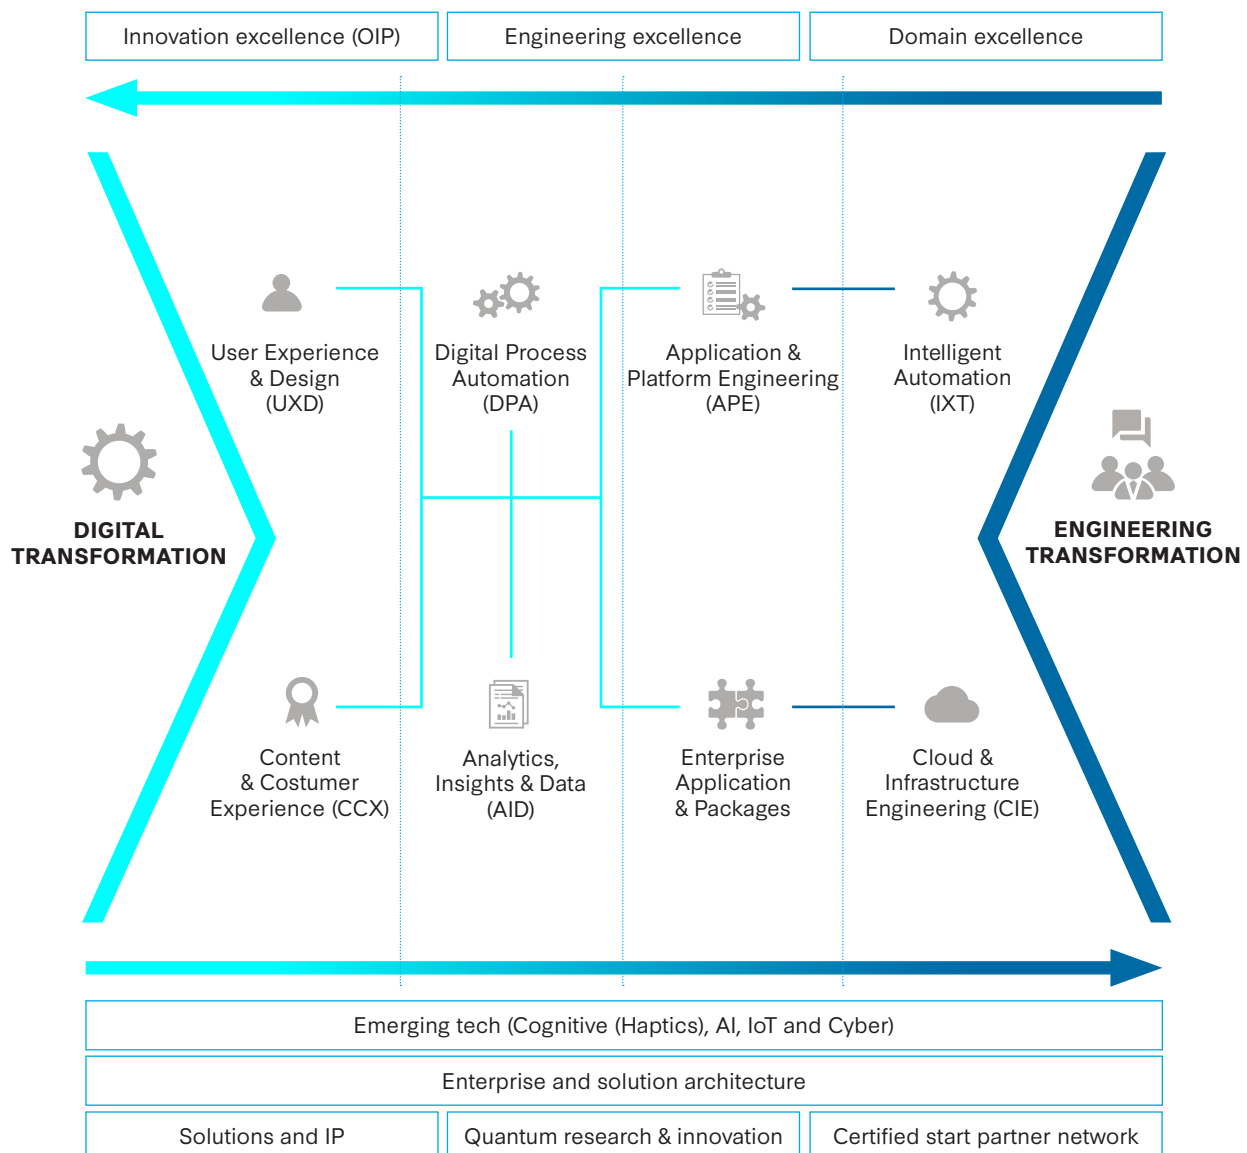 Innovation excellence (OIP)
Engineering excellence
Domain excellence
User Experience
& Design
(UXD)
Digital Process
Automation
(DPA)
Application &
Platform Engineering
(APE)
Intelligent
Automation
(IXT)
DIGITAL
TRANSFORMATION
ENGINEERING
TRANSFORMATION
Content
& Costumer
Experience (CCX)
Analytics,
Insights & Data
(AID)
Enterprise
Application
& Packages
Cloud &
Infrastructure
Engineering (CIE)
Emerging tech (Cognitive (Haptics), AI, IoT and Cyber)
Enterprise and solution architecture
Solutions and IP
Quantum research & innovation
Certified start partner network